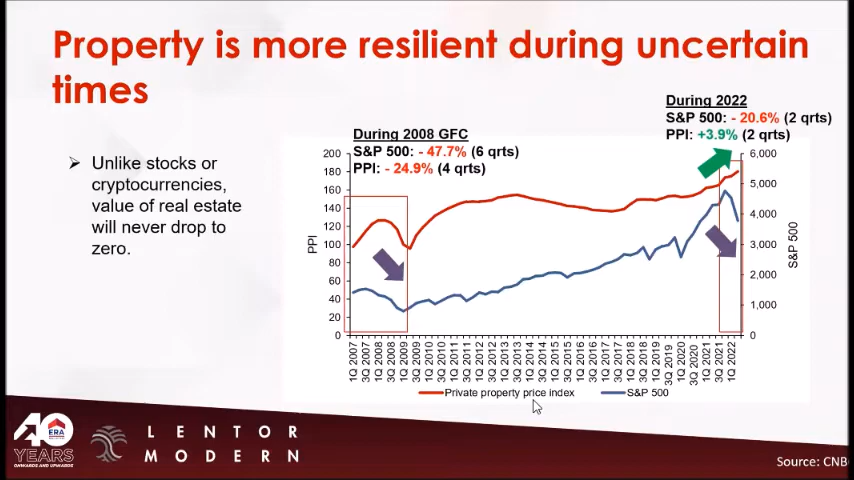 Property is more resilient during uncertain
times
During 2022
S&P 500: - 20.6% (2 qrts)
PPI: +3.9% (2 qrts)
During 2008 GFC
S&P 500: - 47.7% (6 qrts)
PPI: - 24.9% (4 qrts)
➢ Unlike stocks or
cryptocurrencies,
value of real estate
will never drop to
zero.
PPI
200
180
160
140
120
100
80
60
40
20
0
6,000
5,000
4,000
3,000
2,000
1,000
0
S&P 500
1Q 2007
3Q 2007
1Q 2008
3Q 2008
1Q 2009
3Q 2009
1Q 2010
3Q 2010
1Q 2011
3Q 2011
1Q 2012
3Q 2012
1Q 2013
3Q 2013
1Q 2014
3Q 2014
1Q 2015
3Q 2015
1Q 2016
3Q 2016
1Q 2017
3Q 2017
1Q 2018
3Q 2018
1Q 2019
3Q 2019
1Q 2020
3Q 2020
1Q 2021
3Q 2021
1Q 2022
Private property price index
S&P 500
40
ERA
YEARS
ONWARDS AND UPWARDS
LENTOR
MODERN
Source: CNB